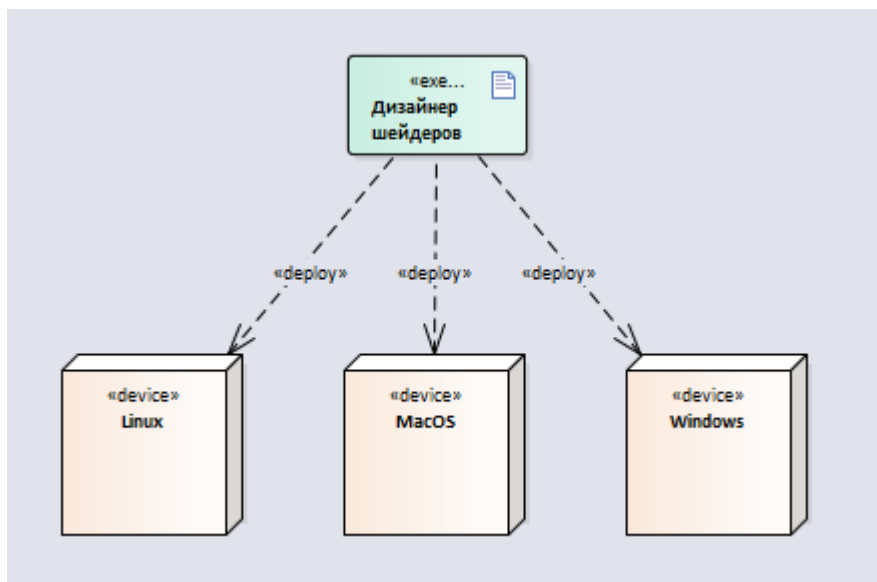 «exe...
Дизайнер
шейдеров
«deploy» «deploy» «deploy»
«device» «device» «device»
Linux MacOS Windows